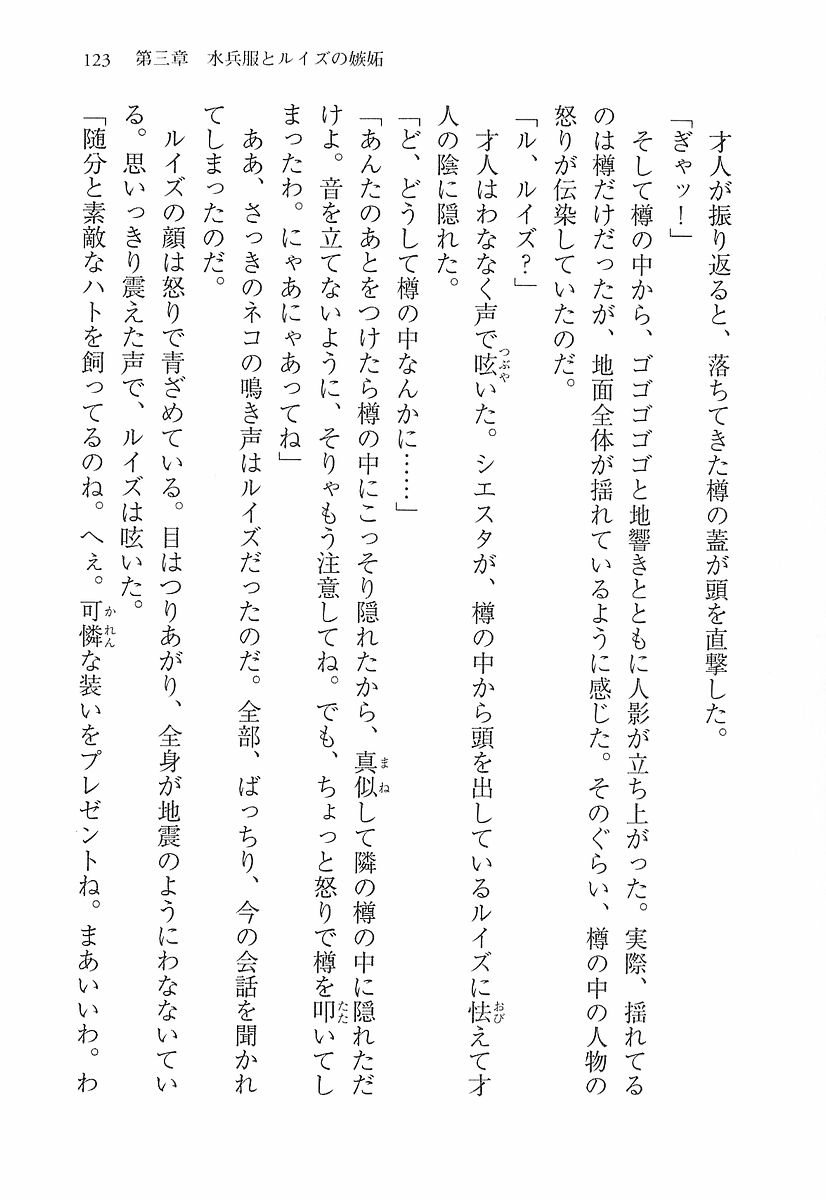 123　第三章　水兵服とルイズの嫉妬
　才人が振り返ると、落ちてきた樽の蓋が頭を直撃した。
「ぎゃッ！」
　そして樽の中から、ゴゴゴゴゴと地響きとともに人影が立ち上がった。実際、揺れてる
のは樽だけだったが、地面全体が揺れているように感じた。そのぐらい、樽の中の人物の
怒りが伝染していたのだ。
「ル、ルイズ？」
　才人はわななく声で呟いた。シエスタが、樽の中から頭を出しているルイズに怯えて才
つぶや
おび
人の陰に隠れた。
「ど、どうして樽の中なんかに……」
「あんたのあとをつけたら樽の中にこっそり隠れたから、真似して隣の樽の中に隠れただ
まね
けよ。音を立てないように、そりゃもう注意してね。でも、ちょっと怒りで樽を叩いてし
たた
まったわ。にゃあにゃあってね」
　ああ、さっきのネコの鳴き声はルイズだったのだ。全部、ばっちり、今の会話を聞かれ
てしまったのだ。
　ルイズの顔は怒りで青ざめている。目はつりあがり、全身が地震のようにわなないてい
る。思いっきり震えた声で、ルイズは呟いた。
「随分と素敵なハトを飼ってるのね。へぇ。可憐な装いをプレゼントね。まあいいわ。わ
かれん